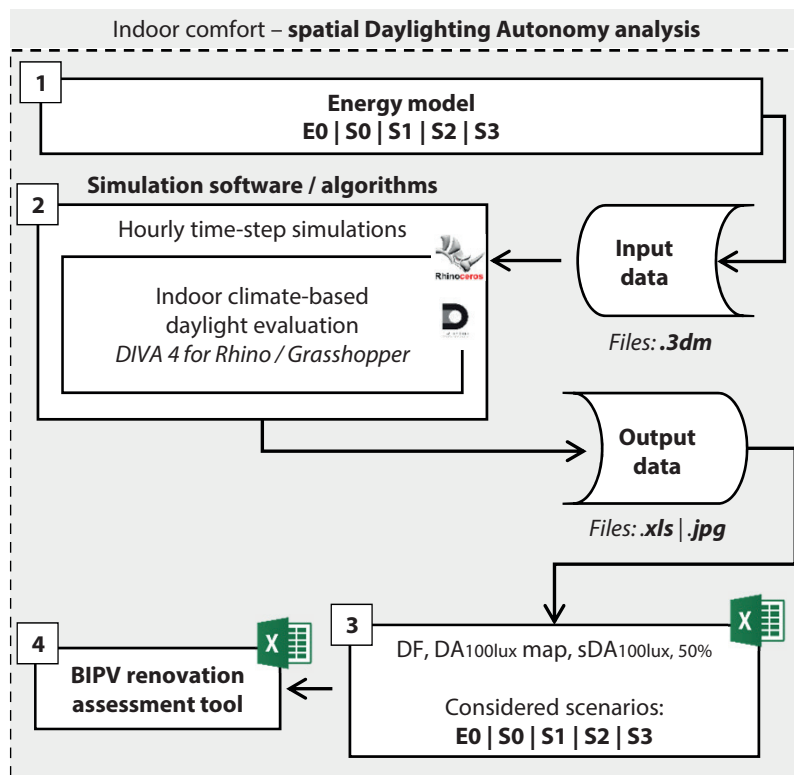 Indoor comfort – spatial Daylighting Autonomy analysis
1
Energy model
E0 | S0 | S1 | S2 | S3
Simulation software / algorithms
2
Hourly time-step simulations
Rhinoceros
Indoor climate-based
daylight evaluation
DIVA 4 for Rhino / Grasshopper
D
Input
data
Files: .3dm
Output
data
Files: .xls | .jpg
3
X
DF, DA100lux map, sDA100lux, 50%
Considered scenarios:
E0 | S0 | S1 | S2 | S3
4
X
BIPV renovation
assessment tool